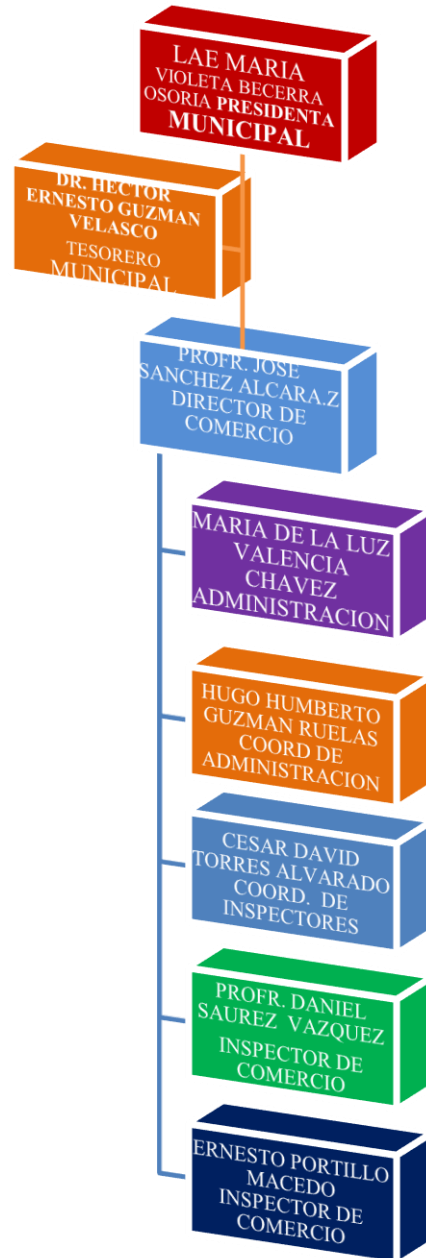 LAE MARIA
VIOLETA BECERRA
OSORIA PRESIDENTA
MUNICIPAL
DR. HECTOR
ERNESTO GUZMAN
VELASCO
TESORERO
MUNICIPAL
PROFR. JOSE
SANCHEZ ALCARA.Z
DIRECTOR DE
COMERCIO
MARIA DE LA LUZ
VALENCIA
CHAVEZ
ADMINISTRACION
HUGO HUMBERTO
GUZMAN RUELAS
COORD DE
ADMINISTRACION
CESAR DAVID
TORRES ALVARADO
COORD. DE
INSPECTORES
PROFR. DANIEL
SAUREZ VAZQUEZ
INSPECTOR DE
COMERCIO
ERNESTO PORTILLO
MACEDO
INSPECTOR DE
COMERCIO